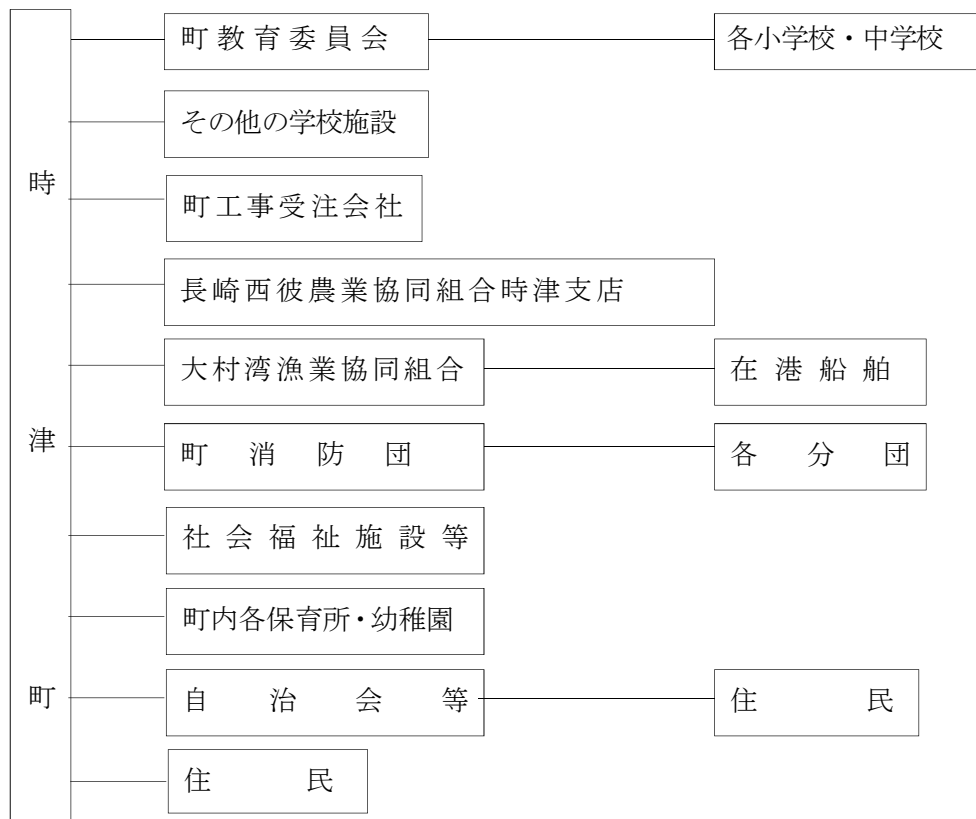 時津町
町教育委員会
各小学校・中学校
その他の学校施設
町工事受注会社
長崎西彼農業協同組合時津支店
大村湾漁業協同組合
在港船舶
町消防団
各分団
社会福祉施設等
町内各保育所・幼稚園
自治会等
住民
住民